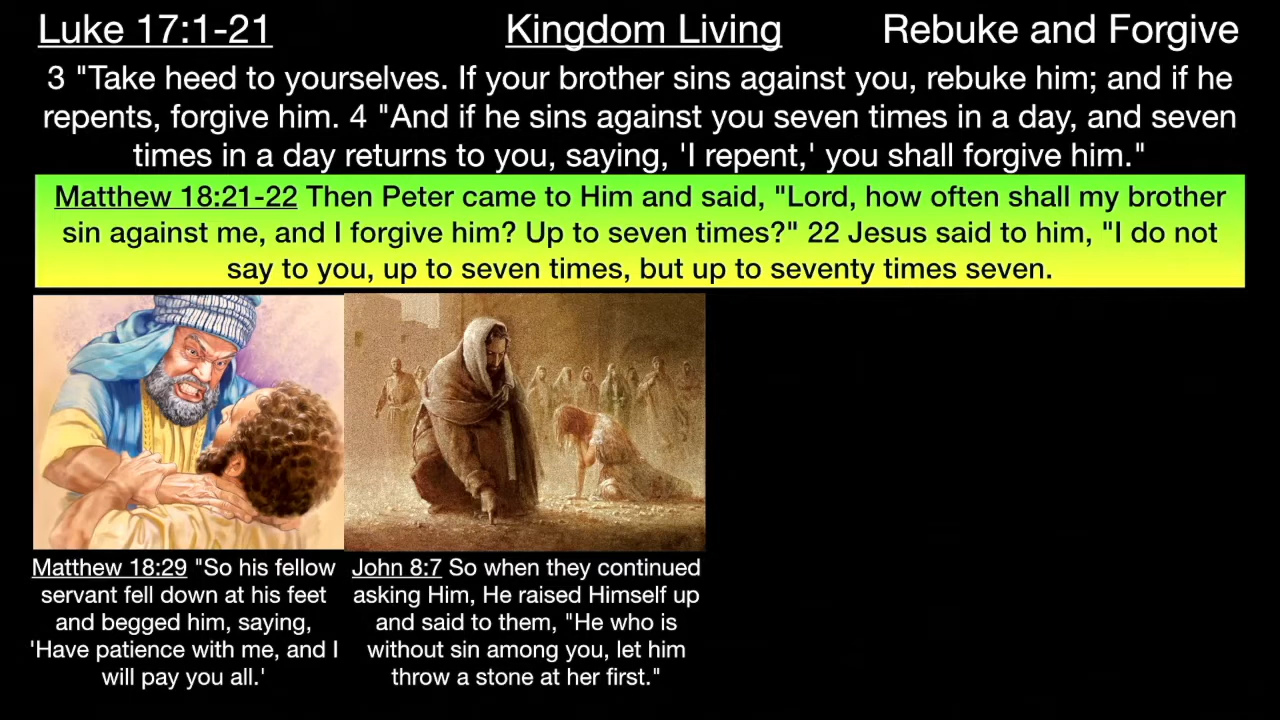 Luke 17:1-21 Kingdom Living Rebuke and Forgive
3 "Take heed to yourselves. If your brother sins against you, rebuke him; and if he
repents, forgive him. 4 "And if he sins against you seven times in a day, and seven
times in a day returns to you, saying, 'I repent,' you shall forgive him."
Matthew 18:21-22 Then Peter came to Him and said, "Lord, how often shall my brother
sin against me, and I forgive him? Up to seven times?" 22 Jesus said to him, "I do not
say to you, up to seven times, but up to seventy times seven.
Matthew 18:29 "So his fellow
servant fell down at his feet
and begged him, saying,
'Have patience with me, and I
will pay you all.'
John 8:7 So when they continued
asking Him, He raised Himself up
and said to them, "He who is
without sin among you, let him
throw a stone at her first."